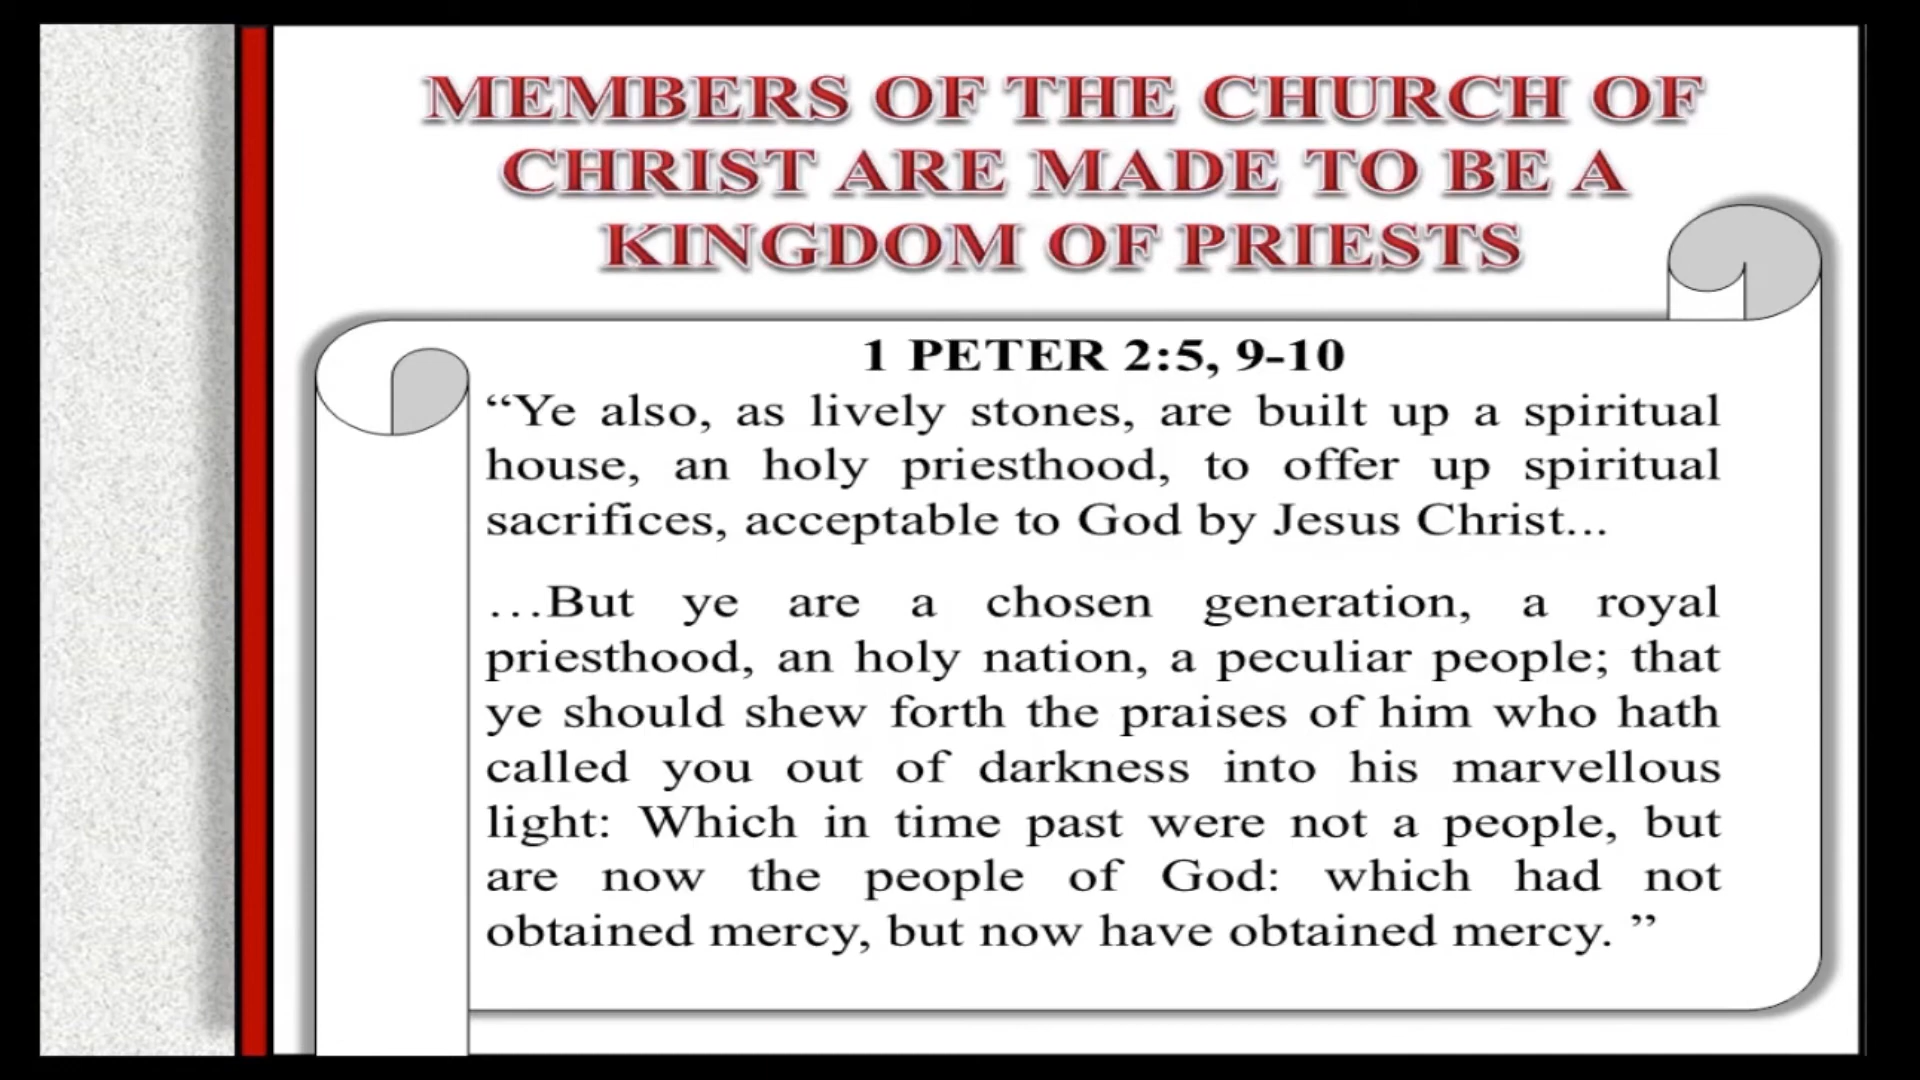 MEMBERS OF THE CHURCH OF
CHRIST ARE MADE TO BE A
KINGDOM OF PRIESTS
1 PETER 2:5, 9-10
“Ye also, as lively stones, are built up a spiritual
house, an holy priesthood, to offer up spiritual
sacrifices, acceptable to God by Jesus Christ...
…But ye are a chosen generation, a royal
priesthood, an holy nation, a peculiar people; that
ye should shew forth the praises of him who hath
called you out of darkness into his marvellous
light: Which in time past were not a people, but
are now the people of God: which had not
obtained mercy, but now have obtained mercy. ”